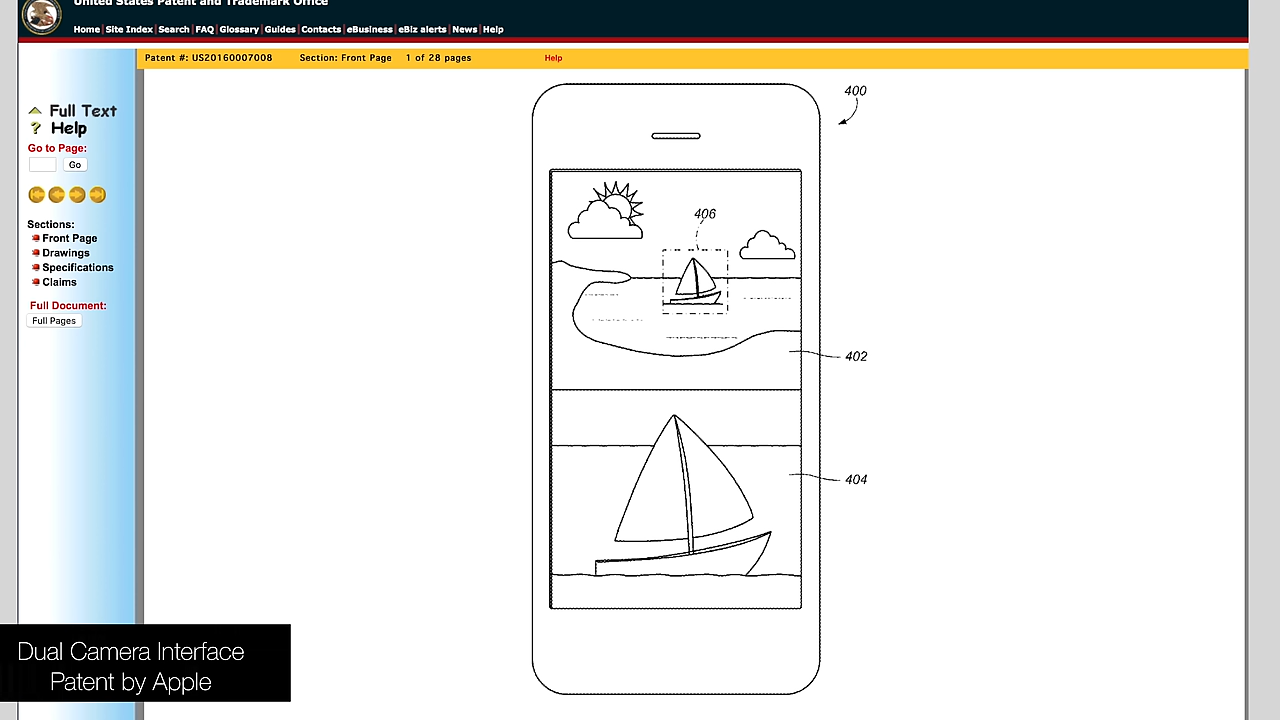 United States Patent and Trademark Office
Home | Site Index | Search | FAQ | Glossary | Guides | Contacts | eBusiness | eBiz alerts | News | Help
Patent #: US20160007008 Section: Front Page 1 of 28 pages Help
Full Text
? Help
Go to Page:
Go
Sections:
Front Page
Drawings
Specifications
Claims
Full Document:
Full Pages
400
406
402
404
Dual Camera Interface
Patent by Apple